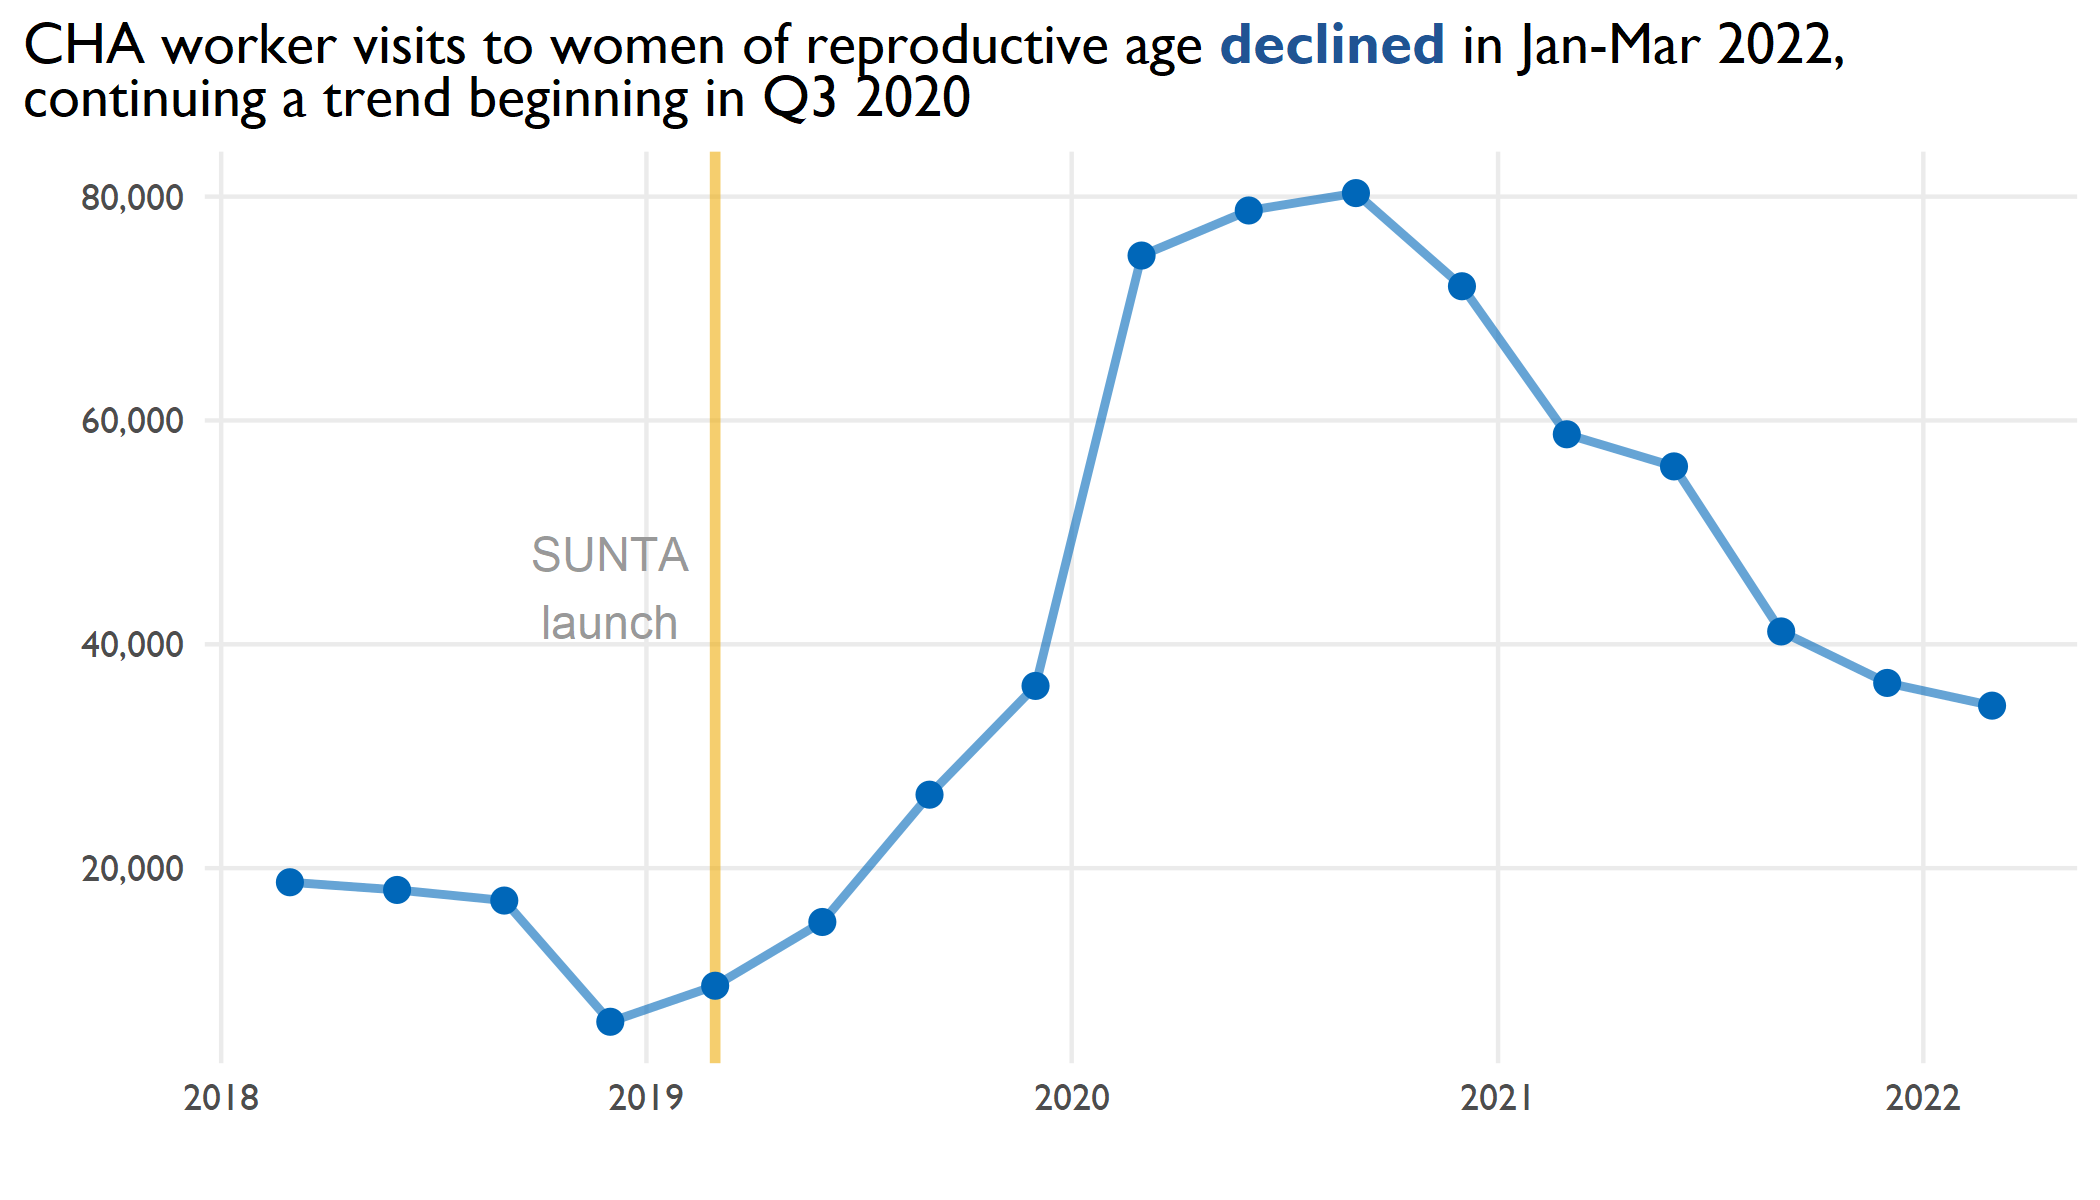 CHA worker visits to women of reproductive age declined in Jan-Mar 2022,
continuing a trend beginning in Q3 2020
80,000
60,000
SUNTA
launch
40,000
20,000
2018
2019
2020
2021
2022